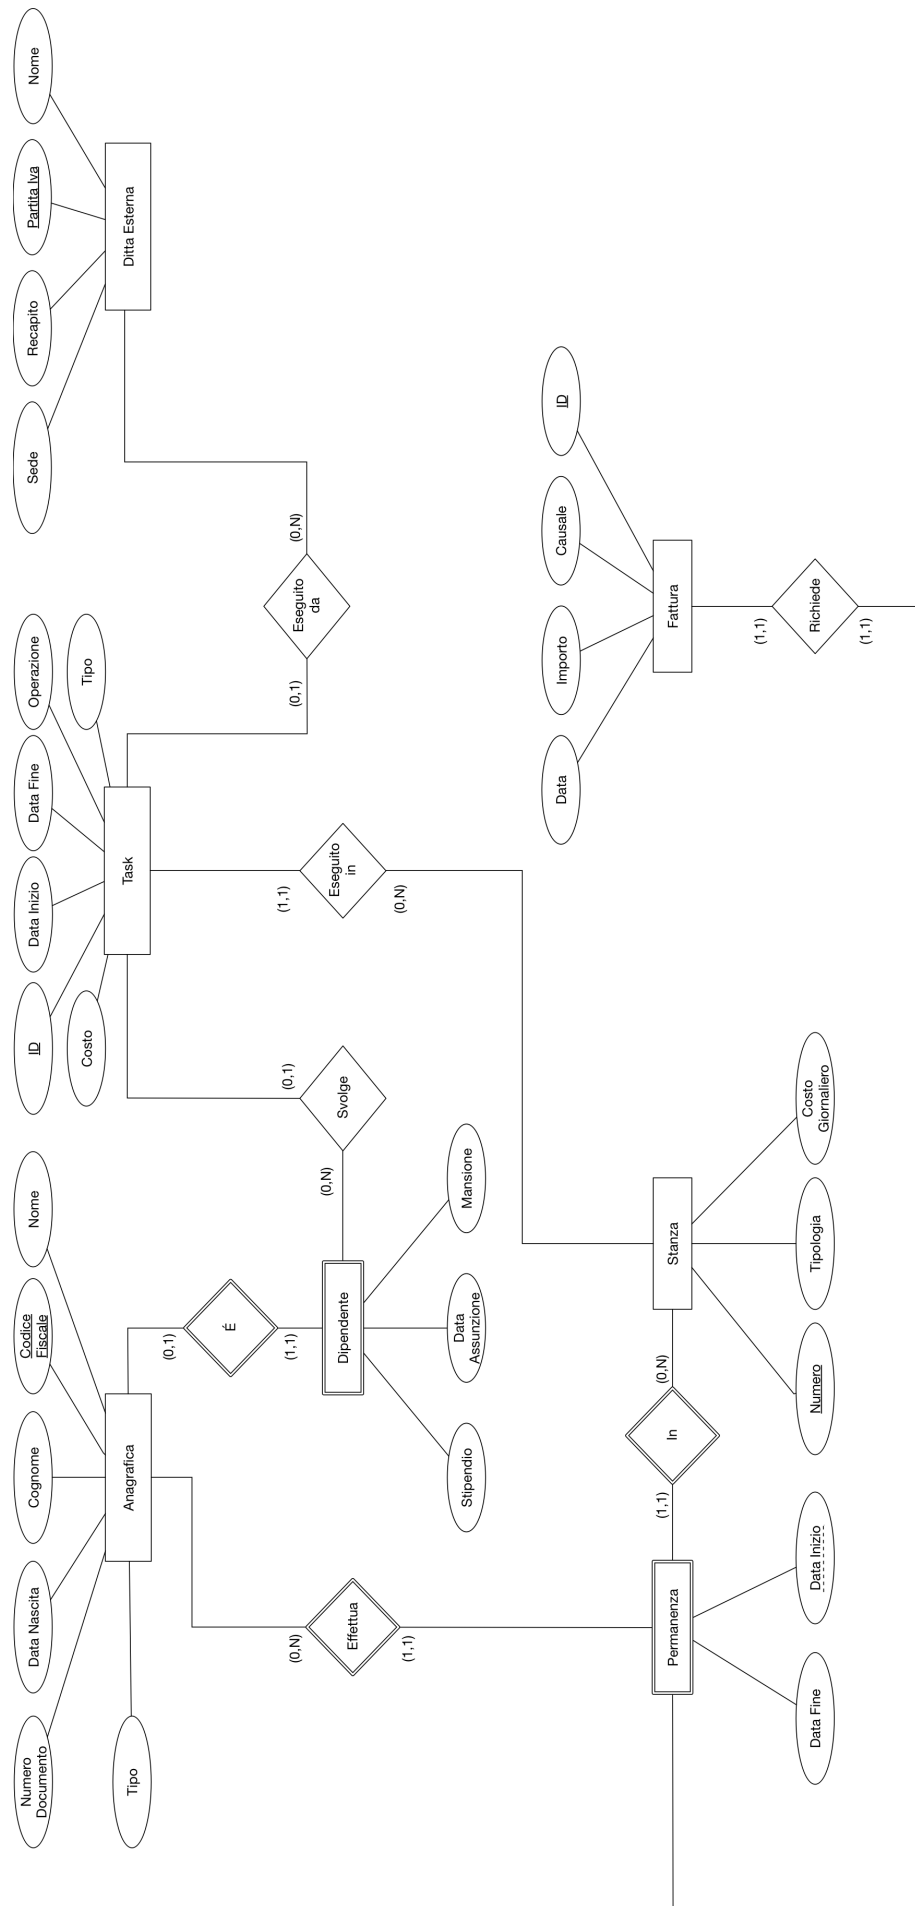 Numero
Documento
Data Nascita
Cognome
Codice
Fiscale
Nome
ID
Data Inizio
Data Fine
Operazione
Sede
Recapito
Partita Iva
Nome
Costo
Tipo
Tipo
Anagrafica
Task
Ditta Esterna
(0,1)
É
(1,1)
(0,1)
(1,1)
(0,1)
Eseguito
da
(0,N)
(0,N)
Effettua
(1,1)
Dipendente
(0,N)
Svolge
Eseguito
in
(0,N)
Stipendio
Data
Assunzione
Mansione
Data
Importo
Causale
ID
Permanenza
(1,1)
In
(0,N)
Stanza
Fattura
(1,1)
Richiede
(1,1)
Data Fine
Data Inizio
Numero
Tipologia
Costo
Giornaliero